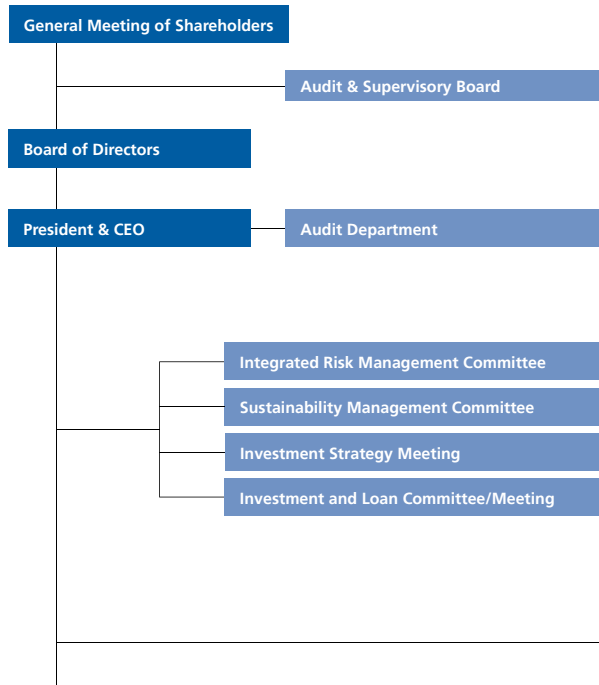 General Meeting of Shareholders
Audit & Supervisory Board
Board of Directors
President & CEO
Audit Department
Integrated Risk Management Committee
Sustainability Management Committee
Investment Strategy Meeting
Investment and Loan Committee/Meeting